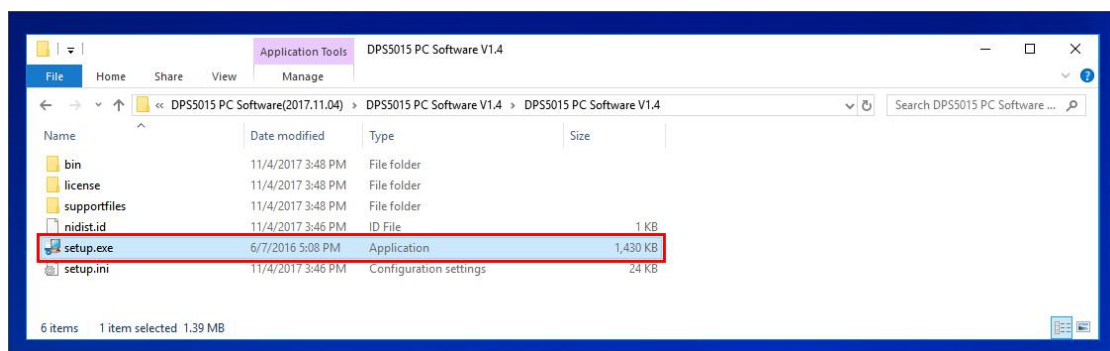 Application Tools DPS5015 PC Software V1.4
File Home Share View Manage
« DPS5015 PC Software(2017.11.04) > DPS5015 PC Software V1.4 > DPS5015 PC Software V1.4 Search DPS5015 PC Software ...
Name Date modified Type Size
bin 11/4/2017 3:48 PM File folder
license 11/4/2017 3:48 PM File folder
supportfiles 11/4/2017 3:48 PM File folder
nidist.id 11/4/2017 3:46 PM ID File 1 KB
setup.exe 6/7/2016 5:08 PM Application 1,430 KB
setup.ini 11/4/2017 3:46 PM Configuration settings 24 KB
6 items 1 item selected 1.39 MB